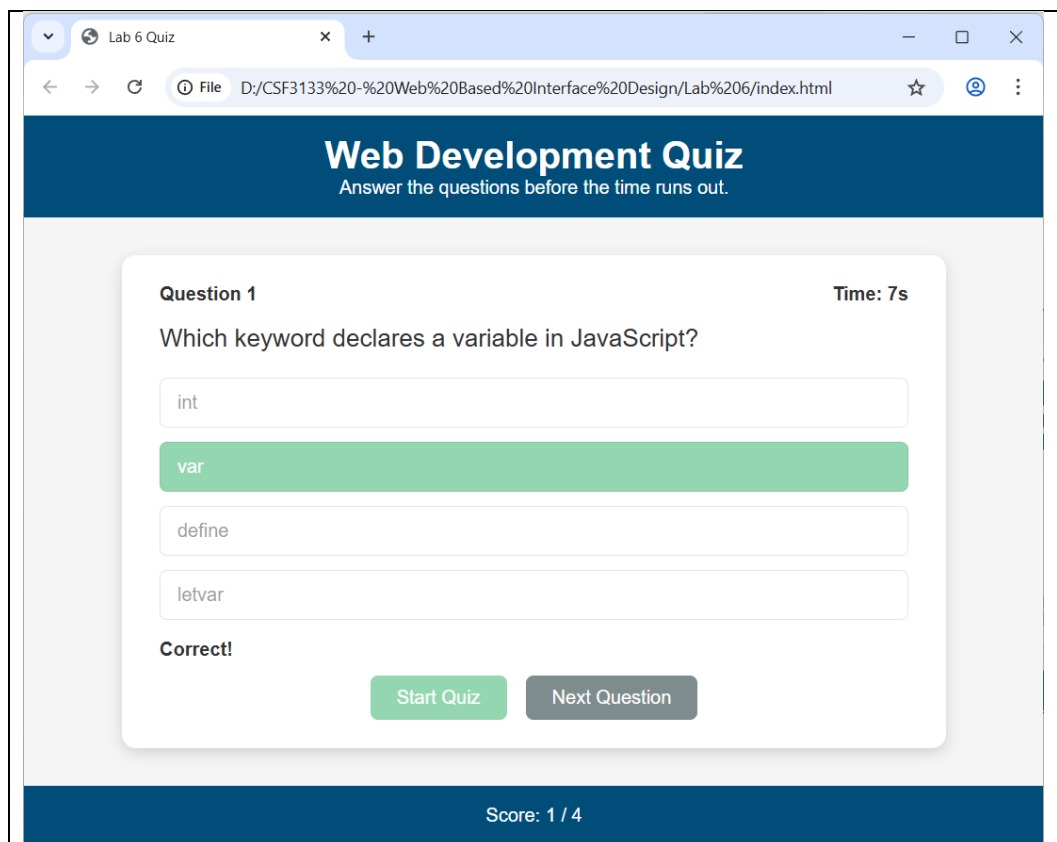 Lab 6 Quiz
File D:/CSF3133%20-%20Web%20Based%20Interface%20Design/Lab%206/index.html
Web Development Quiz
Answer the questions before the time runs out.
Question 1 Time: 7s
Which keyword declares a variable in JavaScript?
int
var
define
letvar
Correct!
Start Quiz Next Question
Score: 1 / 4